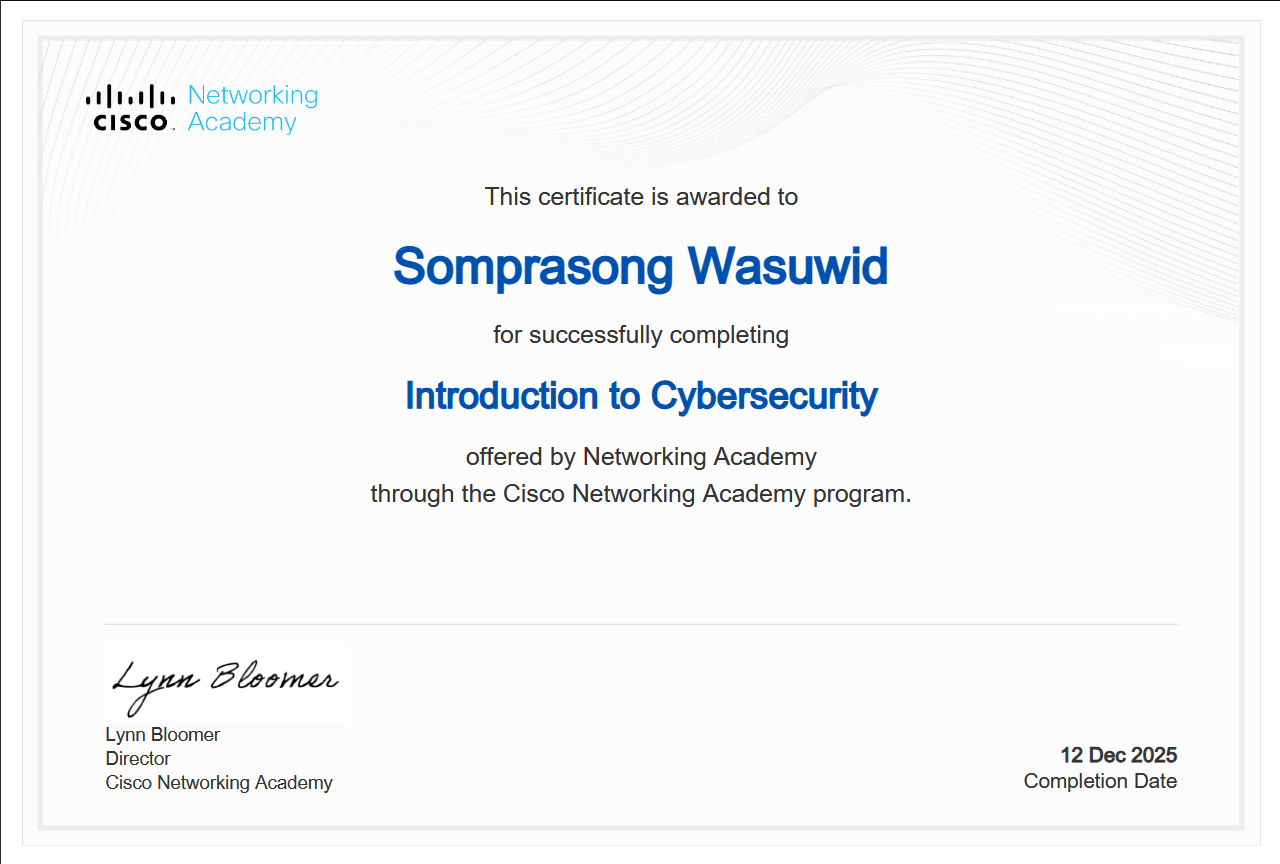 CISCO Networking
Academy
This certificate is awarded to
Somprasong Wasuwid
for successfully completing
Introduction to Cybersecurity
offered by Networking Academy
through the Cisco Networking Academy program.
Lynn Bloomer
Lynn Bloomer
Director
Cisco Networking Academy
12 Dec 2025
Completion Date